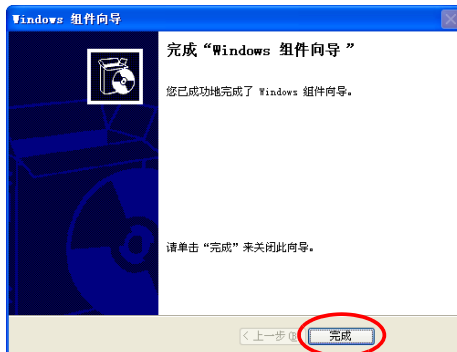 Windows 组件向导
完成“Windows 组件向导 ”
您已成功地完成了 Windows 组件向导。
请单击“完成”来关闭此向导。
<上一步(B) 完成